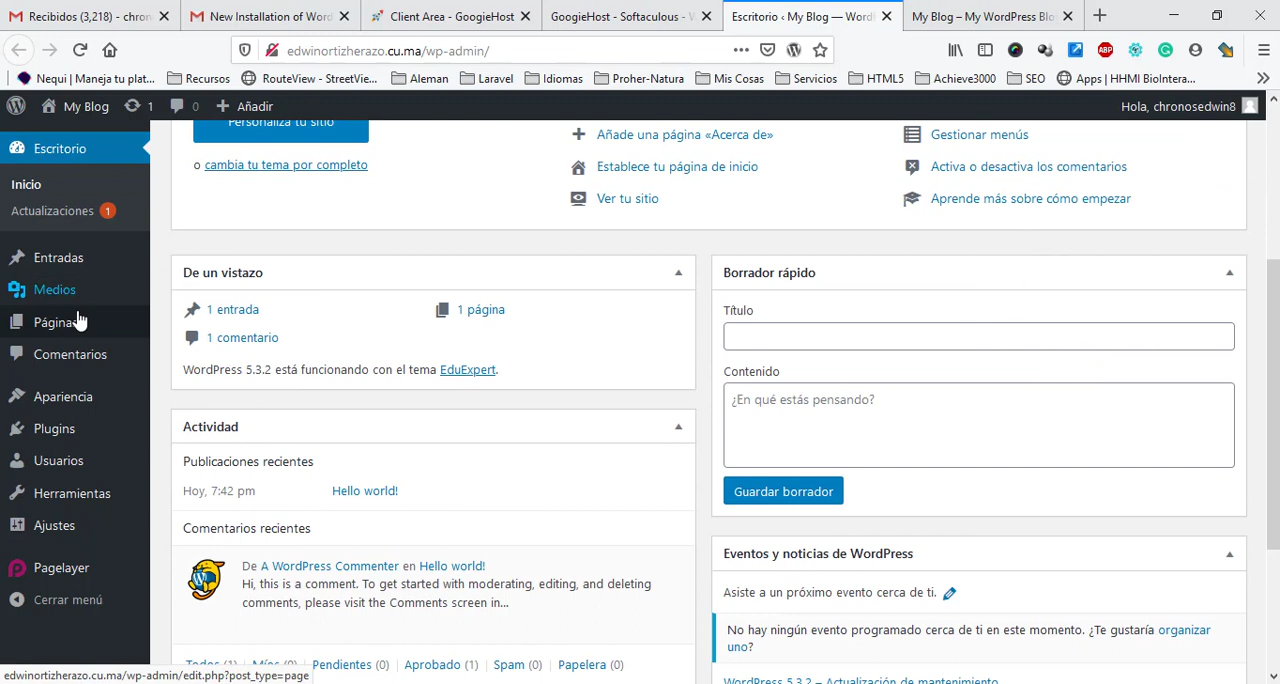 Recibidos (3,218) - chron
New Installation of Word
Client Area - GoogieHost
GoogieHost - Softaculous - W
Escritorio ‹ My Blog — Word
My Blog – My WordPress Blo
edwinortizherazo.cu.ma/wp-admin/
Nequi | Maneja tu plat...
Recursos
RouteView - StreetVie...
Aleman
Laravel
Idiomas
Proher-Natura
Mis Cosas
Servicios
HTML5
Achieve3000
SEO
Apps | HHMI BioIntera...
My Blog
1
0
Añadir
Hola, chronosedwin8
Escritorio
Inicio
Actualizaciones 1
Entradas
Medios
Páginas
Comentarios
Apariencia
Plugins
Usuarios
Herramientas
Ajustes
Pagelayer
Cerrar menú
Personaliza tu sitio
o cambia tu tema por completo
Añade una página «Acerca de»
Establece tu página de inicio
Ver tu sitio
Gestionar menús
Activa o desactiva los comentarios
Aprende más sobre cómo empezar
De un vistazo
1 entrada
1 página
1 comentario
WordPress 5.3.2 está funcionando con el tema EduExpert.
Actividad
Publicaciones recientes
Hoy, 7:42 pm
Hello world!
Comentarios recientes
De A WordPress Commenter en Hello world!
Hi, this is a comment. To get started with moderating, editing, and deleting
comments, please visit the Comments screen in...
Todos (1)
Míos (0)
Pendientes (0)
Aprobado (1)
Spam (0)
Papelera (0)
Borrador rápido
Título
Contenido
¿En qué estás pensando?
Guardar borrador
Eventos y noticias de WordPress
Asiste a un próximo evento cerca de ti.
No hay ningún evento programado cerca de ti en este momento. ¿Te gustaría organizar
uno?
WordPress 5.3.2 – Actualización de mantenimiento
edwinortizherazo.cu.ma/wp-admin/edit.php?post_type=page